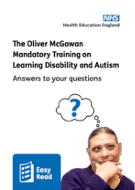 NHS
Health Education England
The Oliver McGowan
Mandatory Training on
Learning Disability and Autism
Answers to your questions
?
Easy
Read